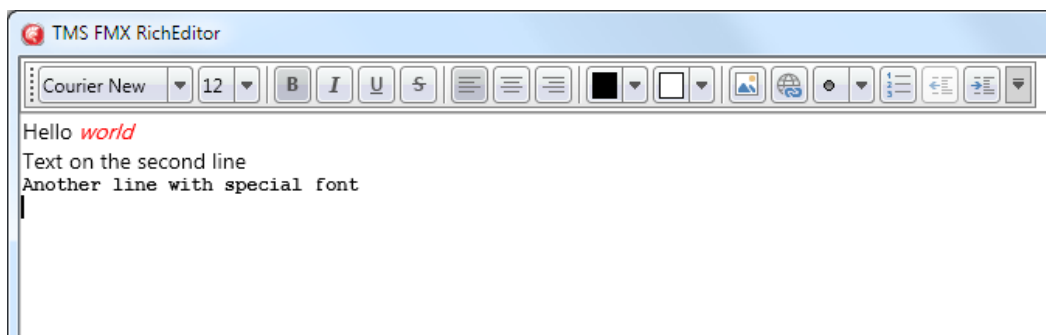 TMS FMX RichEditor
Courier New 12 B I U S
Hello world
Text on the second line
Another line with special font